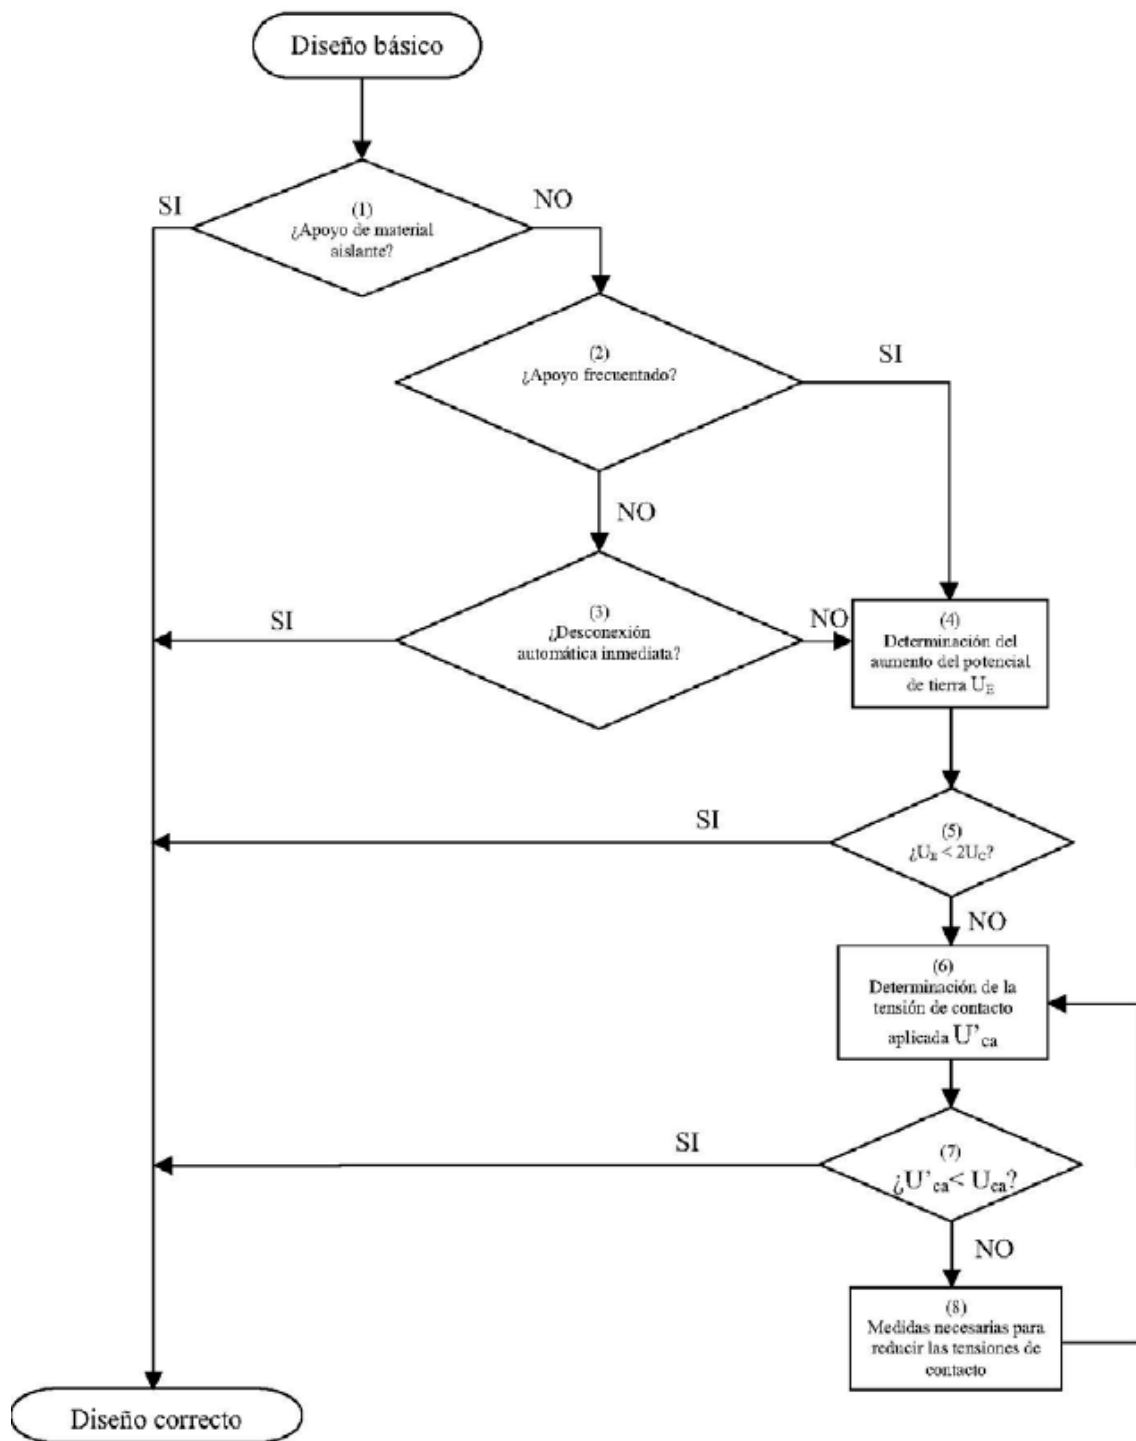 Diseño básico
SI
NO
(1)
¿Apoyo de material
aislante?
(2)
¿Apoyo frecuentado?
SI
NO
(3)
¿Desconexión
automática inmediata?
SI
NO
(4)
Determinación del
aumento del potencial
de tierra U_E
(5)
¿U_E < 2U_C?
SI
NO
(6)
Determinación de la
tensión de contacto
aplicada U'_ca
(7)
¿U'_ca < U_ca?
SI
NO
(8)
Medidas necesarias para
reducir las tensiones de
contacto
Diseño correcto